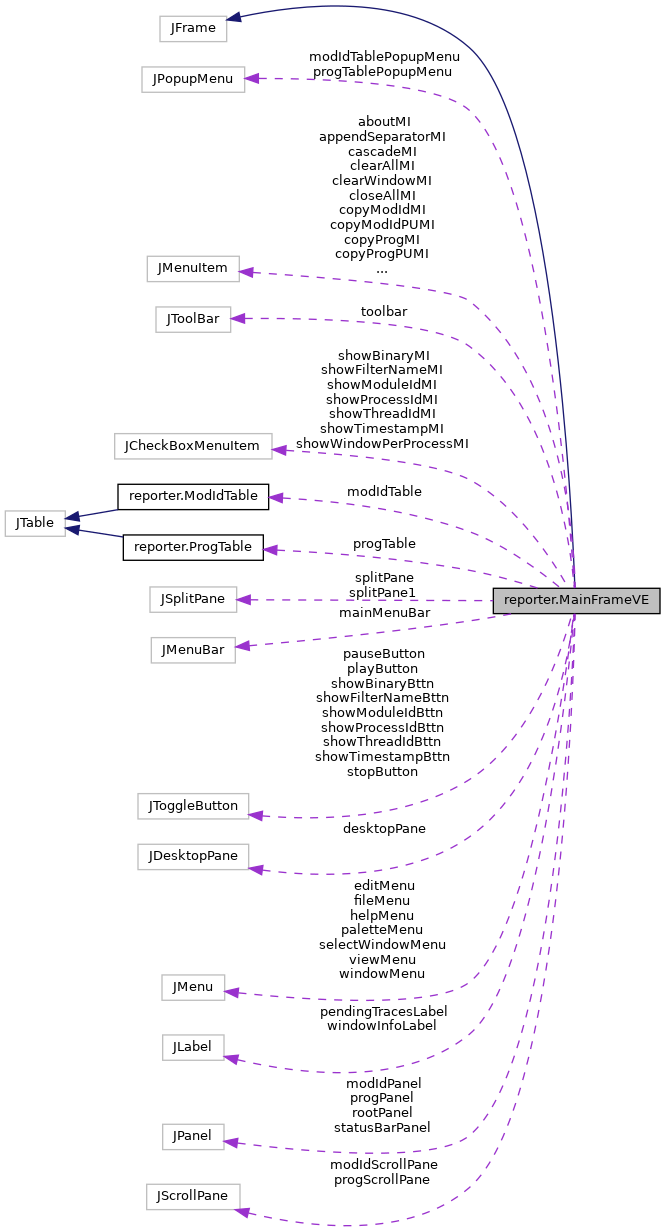 JFrame
modIdTablePopupMenu
progTablePopupMenu
JPopupMenu
aboutMI
appendSeparatorMI
cascadeMI
clearAllMI
clearWindowMI
closeAllMI
copyModIdMI
copyModIdPUMI
copyProgMI
copyProgPUMI
...
JMenuItem
toolbar
JToolBar
showBinaryMI
showFilterNameMI
showModuleIdMI
showProcessIdMI
showThreadIdMI
showTimestampMI
showWindowPerProcessMI
JCheckBoxMenuItem
reporter.ModIdTable
modIdTable
JTable
reporter.ProgTable
progTable
splitPane
splitPane1
JSplitPane
reporter.MainFrameVE
mainMenuBar
JMenuBar
pauseButton
playButton
showBinaryBttn
showFilterNameBttn
showModuleIdBttn
showProcessIdBttn
showThreadIdBttn
showTimestampBttn
stopButton
JToggleButton
desktopPane
JDesktopPane
editMenu
fileMenu
helpMenu
paletteMenu
selectWindowMenu
viewMenu
windowMenu
JMenu
pendingTracesLabel
windowInfoLabel
JLabel
modIdPanel
progPanel
rootPanel
statusBarPanel
JPanel
modIdScrollPane
progScrollPane
JScrollPane